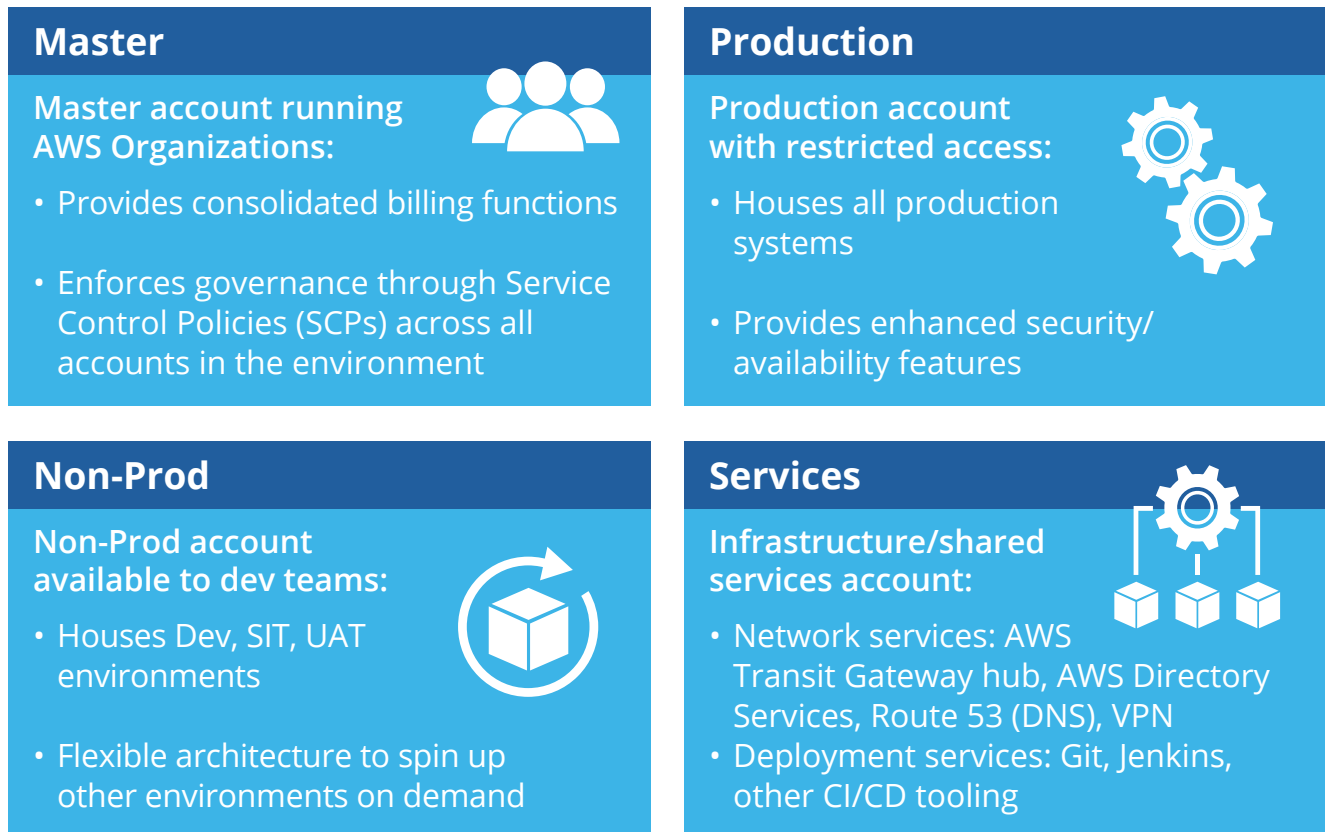 Master
Master account running
AWS Organizations:
• Provides consolidated billing functions
• Enforces governance through Service
Control Policies (SCPs) across all
accounts in the environment
Production
Production account
with restricted access:
• Houses all production
systems
• Provides enhanced security/
availability features
Non-Prod
Non-Prod account
available to dev teams:
• Houses Dev, SIT, UAT
environments
• Flexible architecture to spin up
other environments on demand
Services
Infrastructure/shared
services account:
• Network services: AWS
Transit Gateway hub, AWS Directory
Services, Route 53 (DNS), VPN
• Deployment services: Git, Jenkins,
other CI/CD tooling